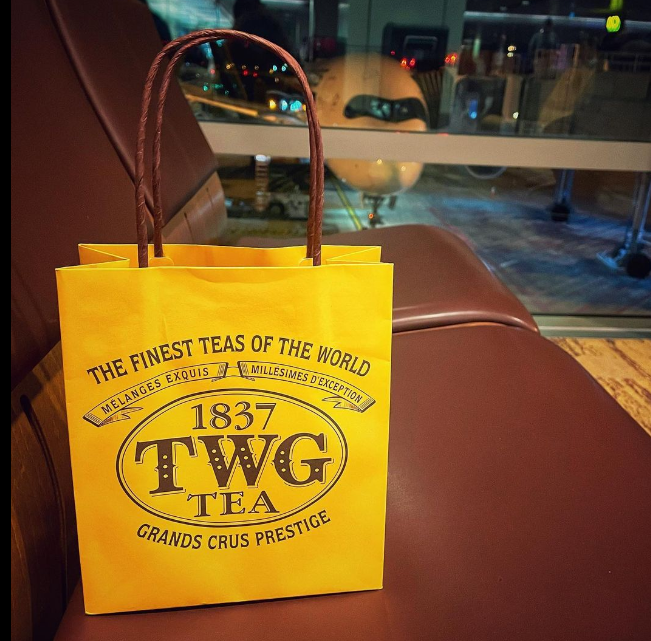 THE FINEST TEAS OF THE WORLD
MÉLANGES EXQUIS MILLÉSIMES D'EXCEPTION
1837
TWG
TEA
GRANDS CRUS PRESTIGE